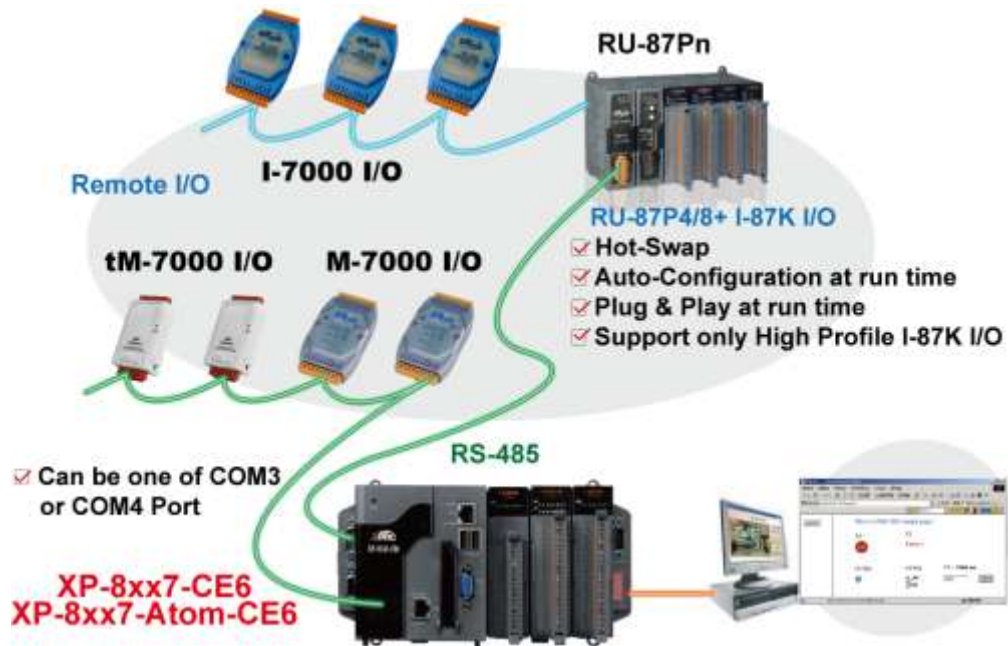 RU-87Pn
I-7000 I/O
Remote I/O
RU-87P4/8+ I-87K I/O
Hot-Swap
Auto-Configuration at run time
Plug & Play at run time
Support only High Profile I-87K I/O
tM-7000 I/O
M-7000 I/O
RS-485
Can be one of COM3
or COM4 Port
XP-8xx7-CE6
XP-8xx7-Atom-CE6